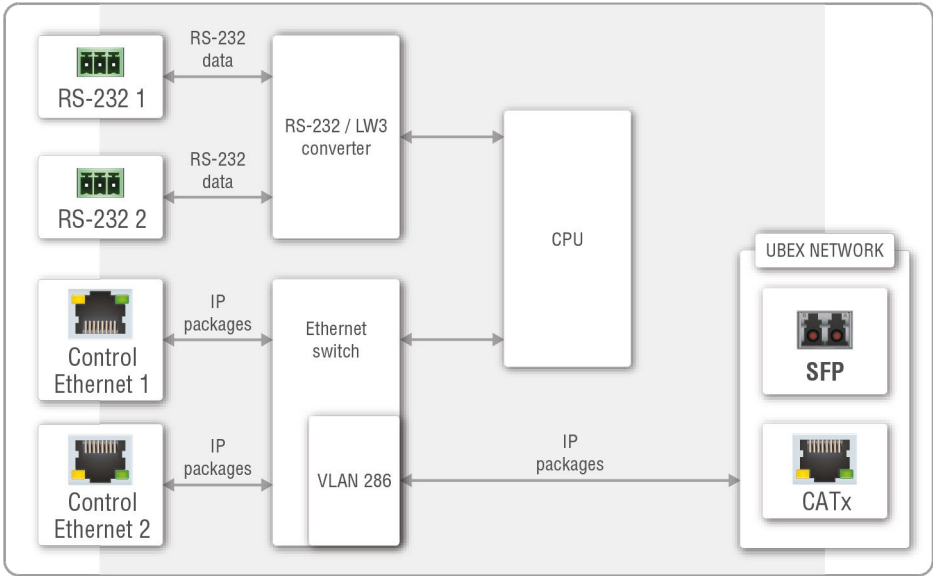 RS-232
data
RS-232 1
RS-232 / LW3
converter
RS-232
data
RS-232 2
CPU
UBEX NETWORK
IP
packages
Control
Ethernet 1
Ethernet
switch
SFP
IP
packages
Control
Ethernet 2
VLAN 286
IP
packages
CATx